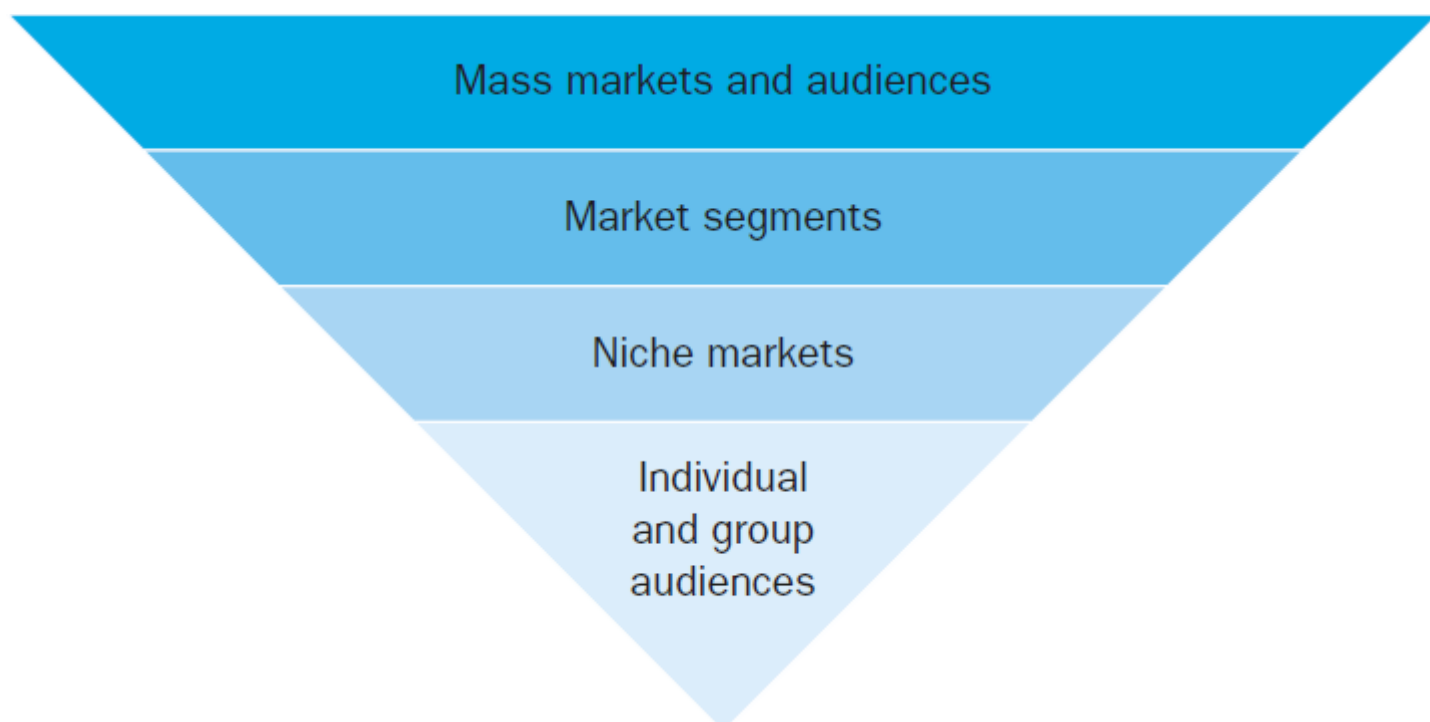 Mass markets and audiences
Market segments
Niche markets
Individual
and group
audiences